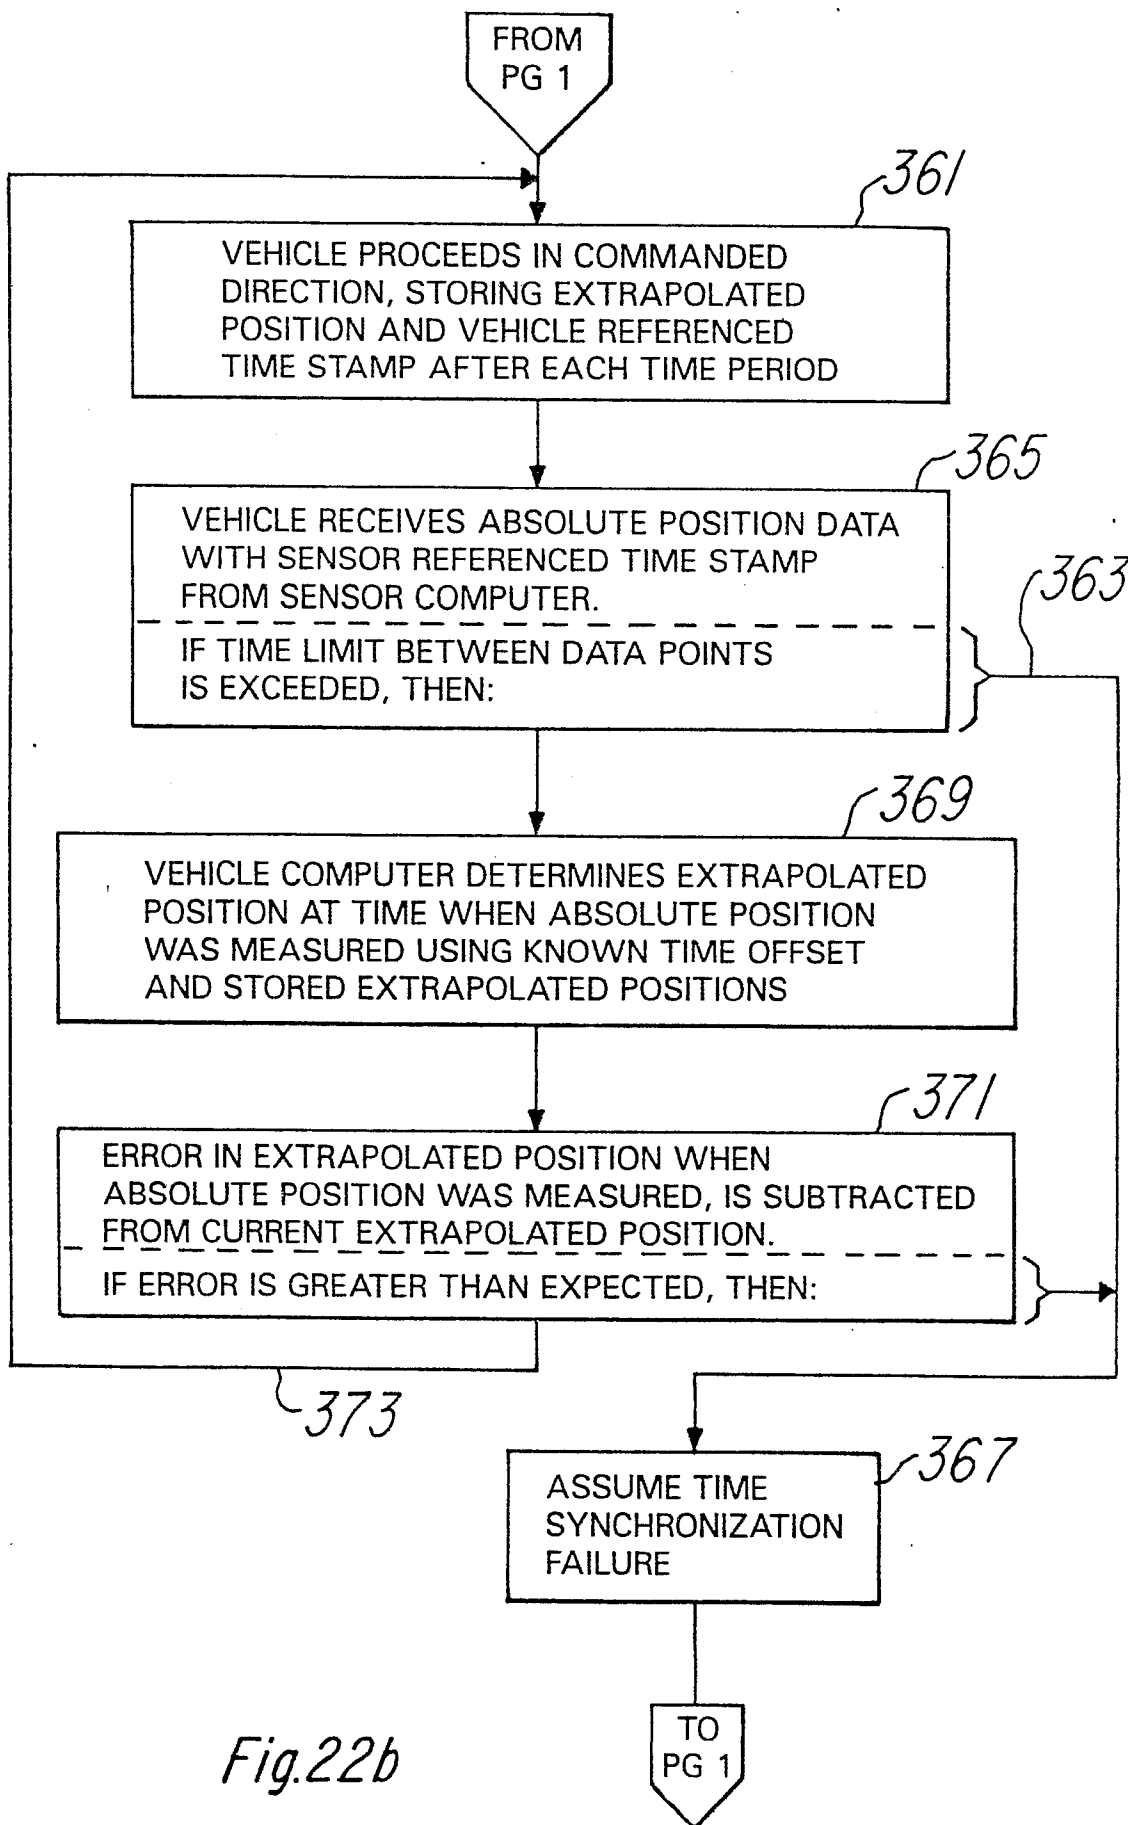 FROM
PG 1
361
VEHICLE PROCEEDS IN COMMANDED
DIRECTION, STORING EXTRAPOLATED
POSITION AND VEHICLE REFERENCED
TIME STAMP AFTER EACH TIME PERIOD
365
VEHICLE RECEIVES ABSOLUTE POSITION DATA
WITH SENSOR REFERENCED TIME STAMP
FROM SENSOR COMPUTER.
363
IF TIME LIMIT BETWEEN DATA POINTS
IS EXCEEDED, THEN:
369
VEHICLE COMPUTER DETERMINES EXTRAPOLATED
POSITION AT TIME WHEN ABSOLUTE POSITION
WAS MEASURED USING KNOWN TIME OFFSET
AND STORED EXTRAPOLATED POSITIONS
371
ERROR IN EXTRAPOLATED POSITION WHEN
ABSOLUTE POSITION WAS MEASURED, IS SUBTRACTED
FROM CURRENT EXTRAPOLATED POSITION.
IF ERROR IS GREATER THAN EXPECTED, THEN:
373
367
ASSUME TIME
SYNCHRONIZATION
FAILURE
TO
PG 1
Fig.22b